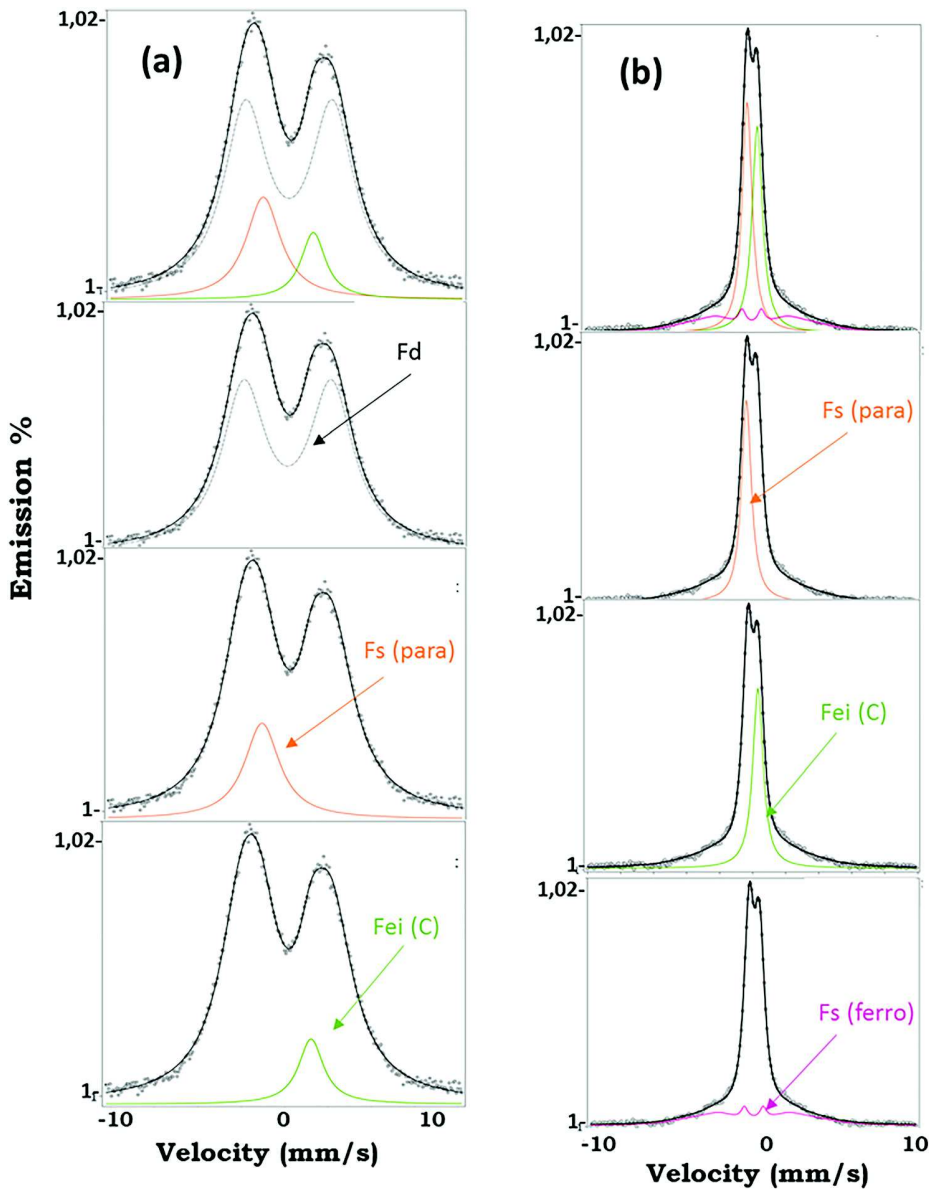 (a)
1,02-
1-
1,02-
Fd
1-
1,02-
Fs (para)
1-
1,02-
Fei (C)
1-
-10 0 10
Velocity (mm/s)
Emission %
(b)
1,02-
1-
1,02-
Fs (para)
1-
1,02-
Fei (C)
1-
1,02-
Fs (ferro)
1-
-10 0 10
Velocity (mm/s)